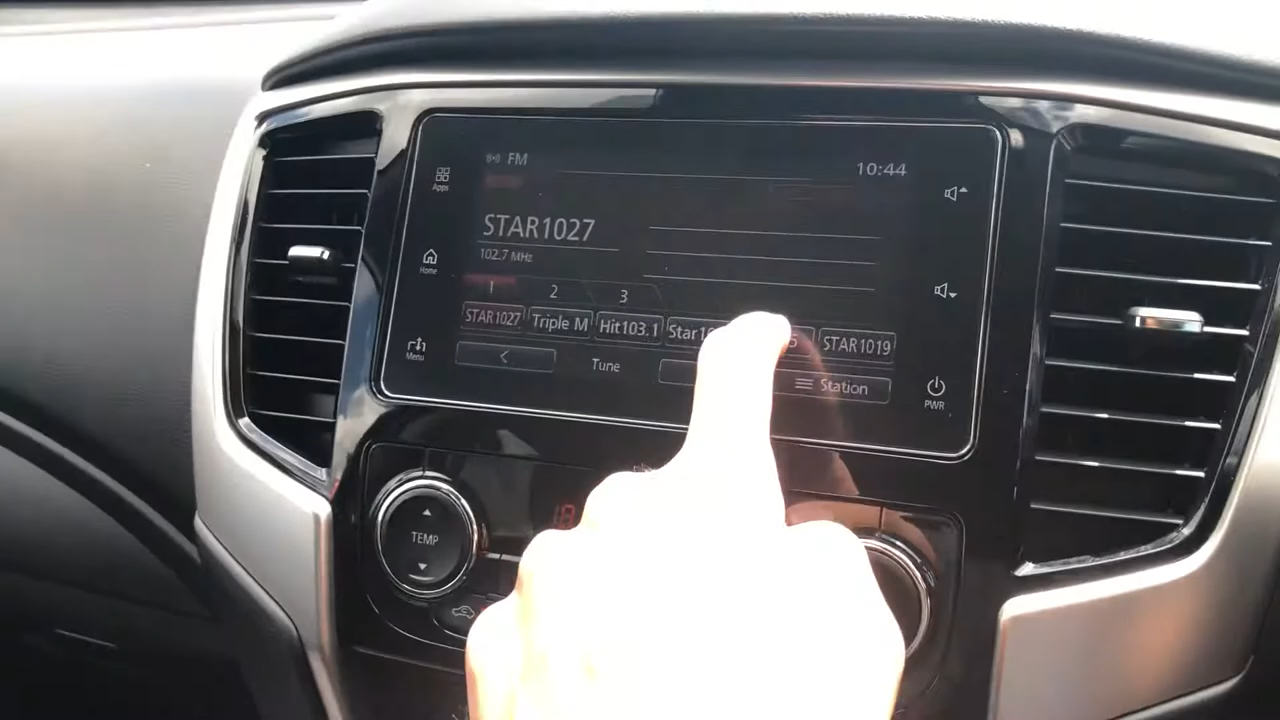 FM
10:44
Apps
STAR1027
102.7 MHz
Home
1 2 3
STAR1027 Triple M Hit103.1 STAR1019
Menu
Tune
Station
PWR
TEMP
18